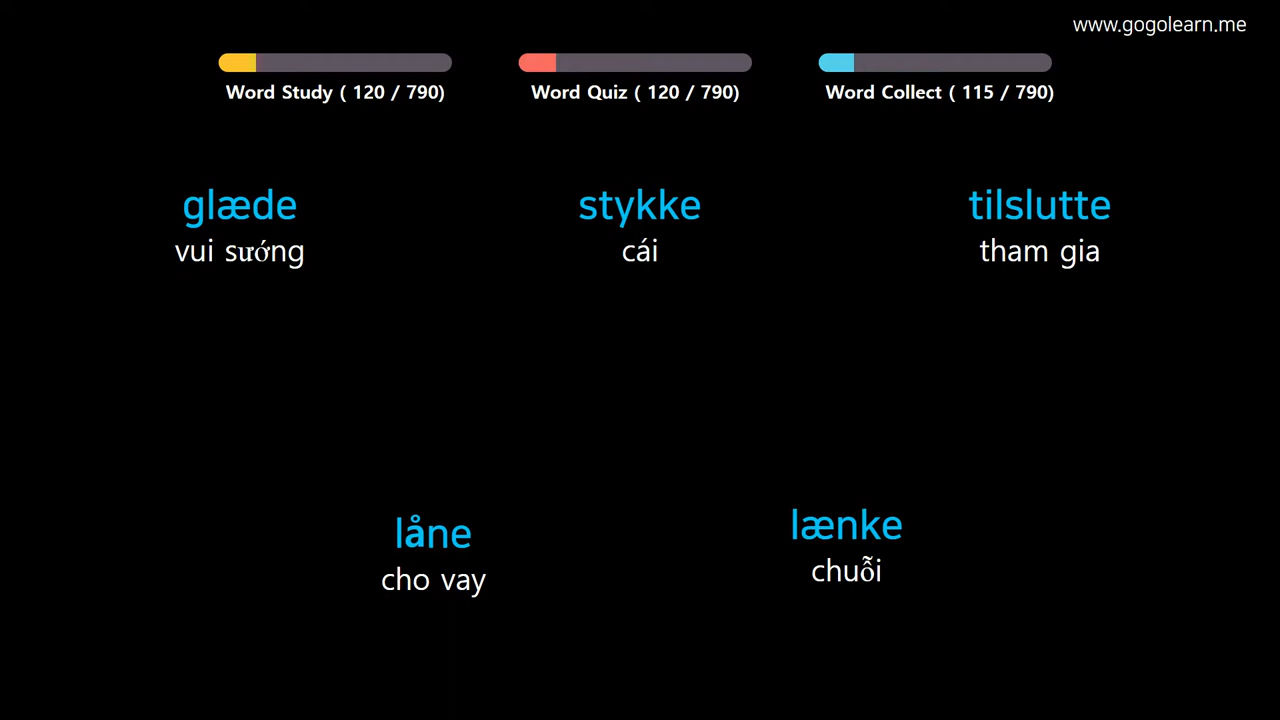 www.gogolearn.me
Word Study ( 120 / 790)
Word Quiz ( 120 / 790)
Word Collect ( 115 / 790)
glæde
vui sướng
stykke
cái
tilslutte
tham gia
låne
cho vay
lænke
chuỗi